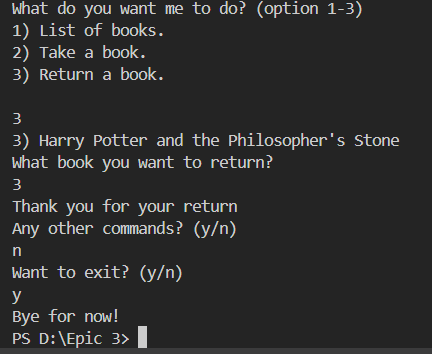 What do you want me to do? (option 1-3)
1) List of books.
2) Take a book.
3) Return a book.
3
3) Harry Potter and the Philosopher's Stone
What book you want to return?
3
Thank you for your return
Any other commands? (y/n)
n
Want to exit? (y/n)
y
Bye for now!
PS D:\Epic 3>